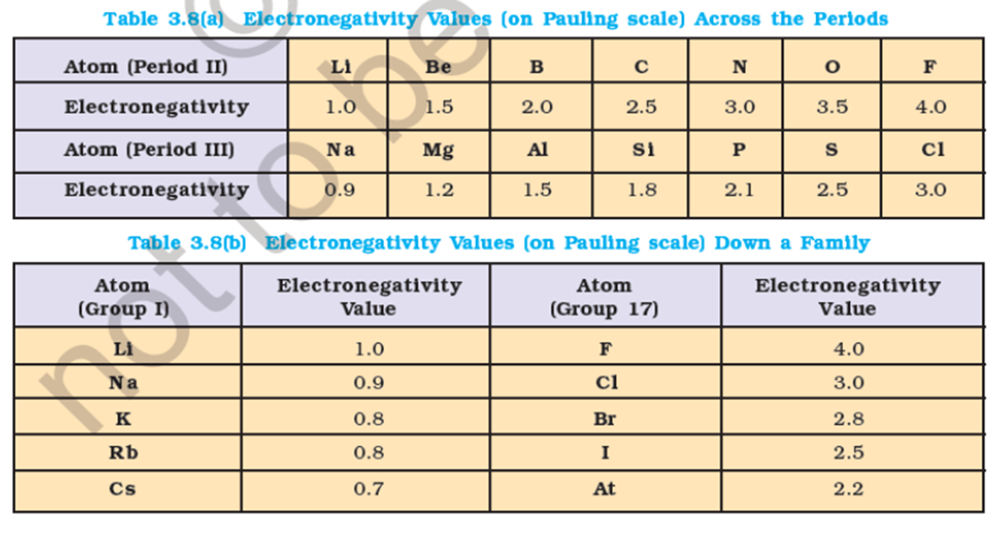 Table 3.8(a) Electronegativity Values (on Pauling scale) Across the Periods
Atom (Period II) Li Be B C N O F
Electronegativity 1.0 1.5 2.0 2.5 3.0 3.5 4.0
Atom (Period III) Na Mg Al Si P S Cl
Electronegativity 0.9 1.2 1.5 1.8 2.1 2.5 3.0
Table 3.8(b) Electronegativity Values (on Pauling scale) Down a Family
Atom (Group I) Electronegativity Value Atom (Group 17) Electronegativity Value
Li 1.0 F 4.0
Na 0.9 Cl 3.0
K 0.8 Br 2.8
Rb 0.8 I 2.5
Cs 0.7 At 2.2
© not to be